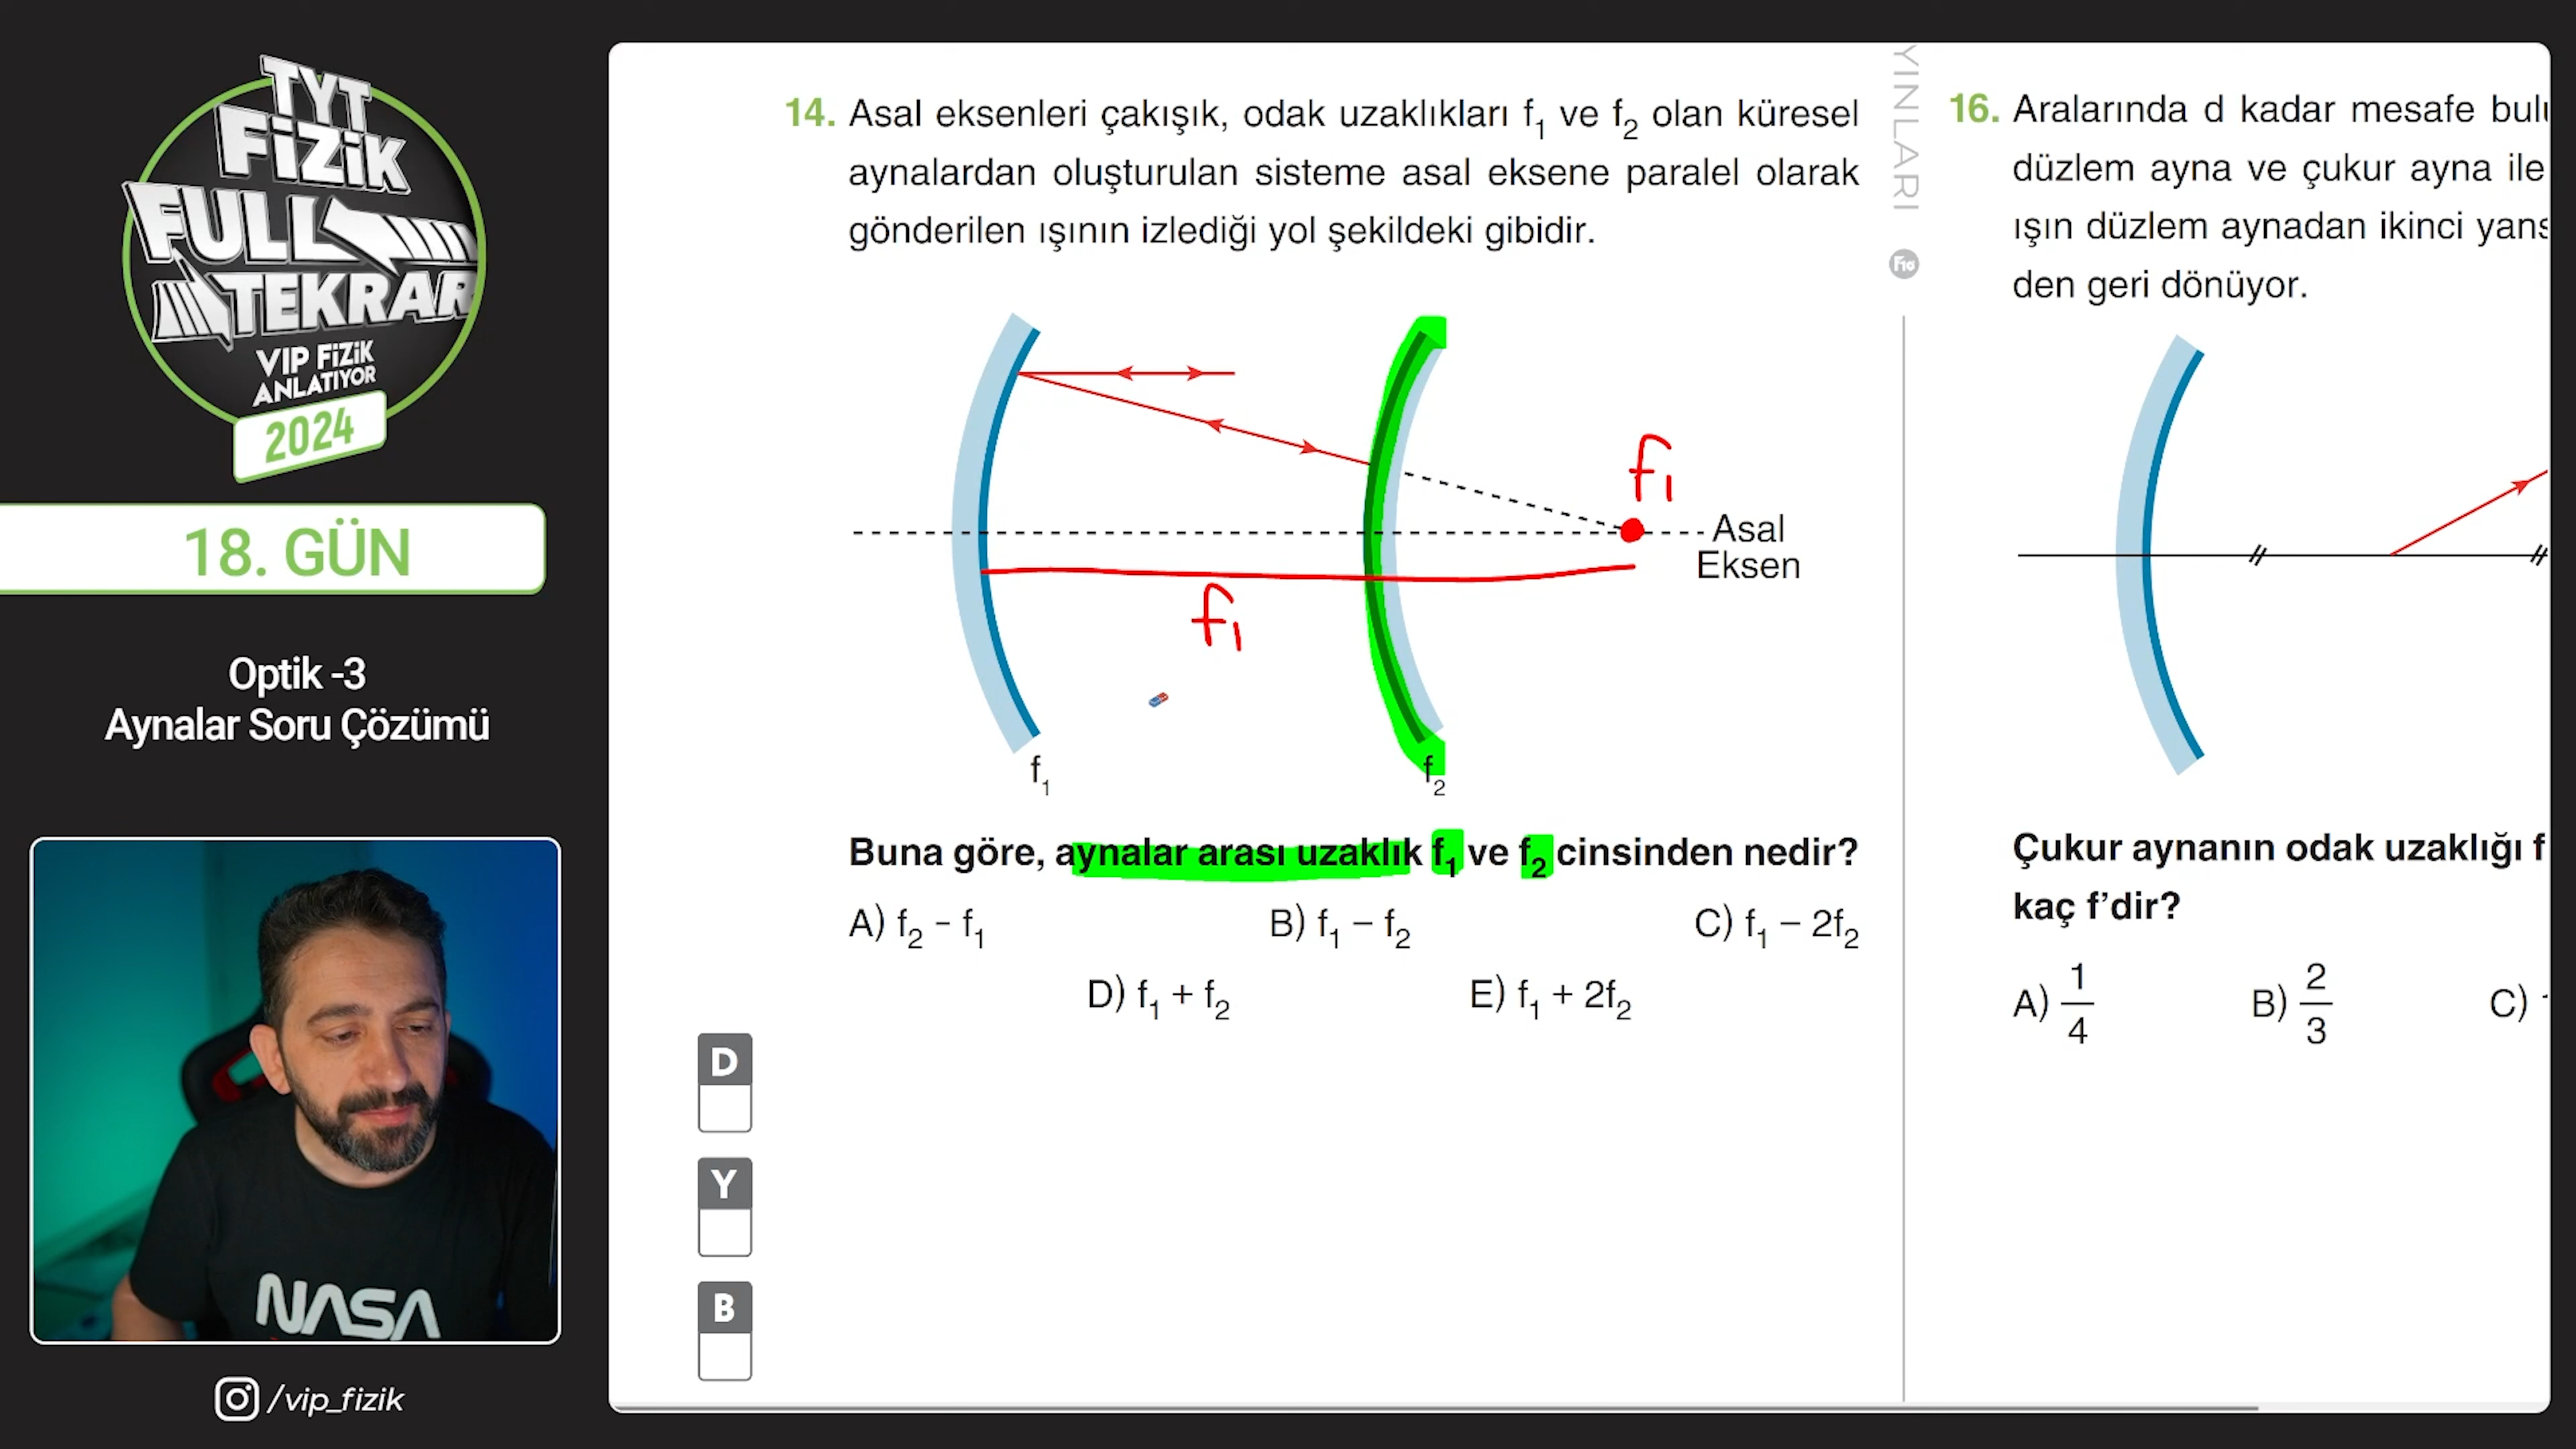 TYT
FİZİK
FULL
TEKRAR
VIP FİZİK
ANLATIYOR
2024
18. GÜN
Optik -3
Aynalar Soru Çözümü
NASA
/vip_fizik
14. Asal eksenleri çakışık, odak uzaklıkları f1 ve f2 olan küresel
aynalardan oluşturulan sisteme asal eksene paralel olarak
gönderilen ışının izlediği yol şekildeki gibidir.
f1
Asal
Eksen
f1
f1
f2
Buna göre, aynalar arası uzaklık f1 ve f2 cinsinden nedir?
A) f2 - f1
B) f1 – f2
C) f1 – 2f2
D) f1 + f2
E) f1 + 2f2
D
Y
B
YINLARI
16. Aralarında d kadar mesafe
düzlem ayna ve çukur ayna ile
ışın düzlem aynadan ikinci
den geri dönüyor.
Çukur aynanın odak uzaklığı f
kaç f'dir?
A) 1/4
B) 2/3
C)